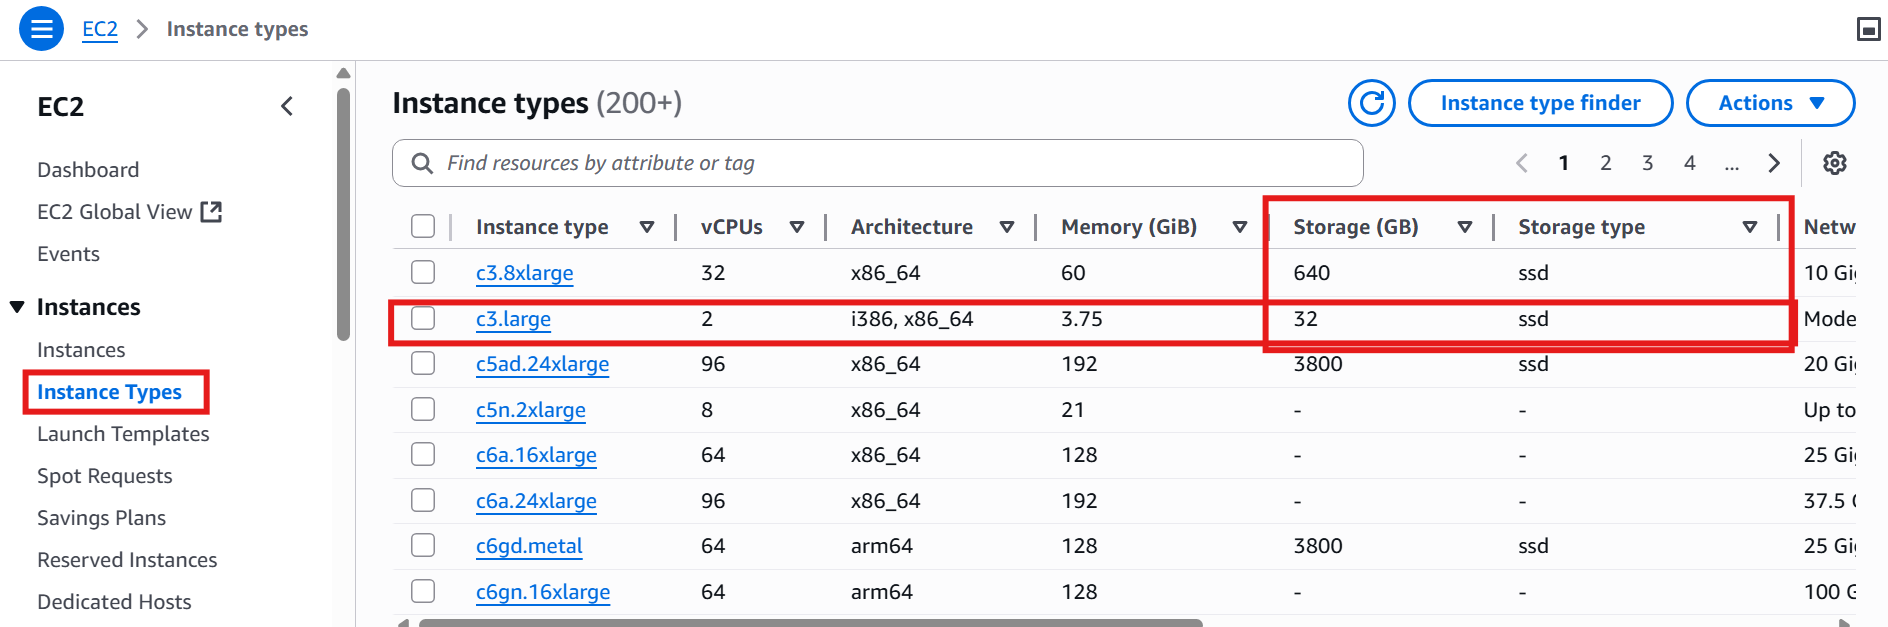 EC2 > Instance types
EC2
Dashboard
EC2 Global View
Events
Instances
Instances
Instance Types
Launch Templates
Spot Requests
Savings Plans
Reserved Instances
Dedicated Hosts
Instance types (200+)
Instance type finder
Actions
Find resources by attribute or tag
1 2 3 4 ...
Instance type vCPUs Architecture Memory (GiB) Storage (GB) Storage type Netw
c3.8xlarge 32 x86_64 60 640 ssd 10 Gi
c3.large 2 i386, x86_64 3.75 32 ssd Mode
c5ad.24xlarge 96 x86_64 192 3800 ssd 20 Gi
c5n.2xlarge 8 x86_64 21 - - Up to
c6a.16xlarge 64 x86_64 128 - - 25 Gi
c6a.24xlarge 96 x86_64 192 - - 37.5
c6gd.metal 64 arm64 128 3800 ssd 25 Gi
c6gn.16xlarge 64 arm64 128 - - 100 G